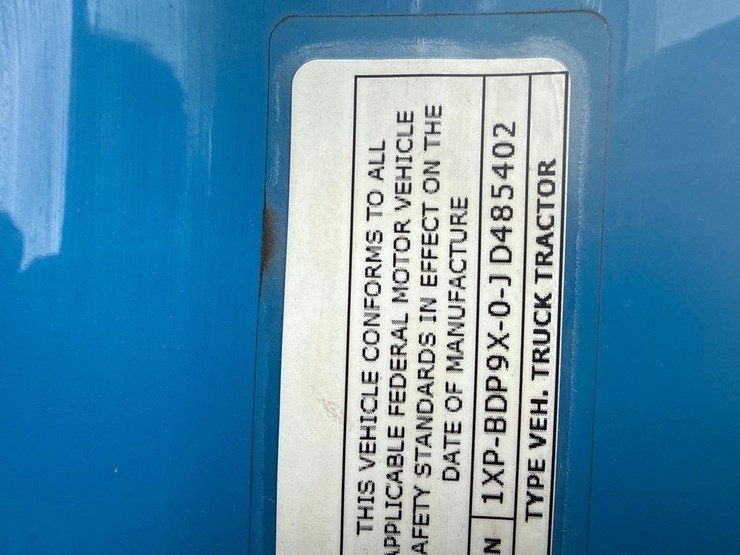 THIS VEHICLE CONFORMS TO ALL
APPLICABLE FEDERAL MOTOR VEHICLE
AFETY STANDARDS IN EFFECT ON THE
DATE OF MANUFACTURE
N 1XP-BDP9X-0-JD485402
TYPE VEH. TRUCK TRACTOR